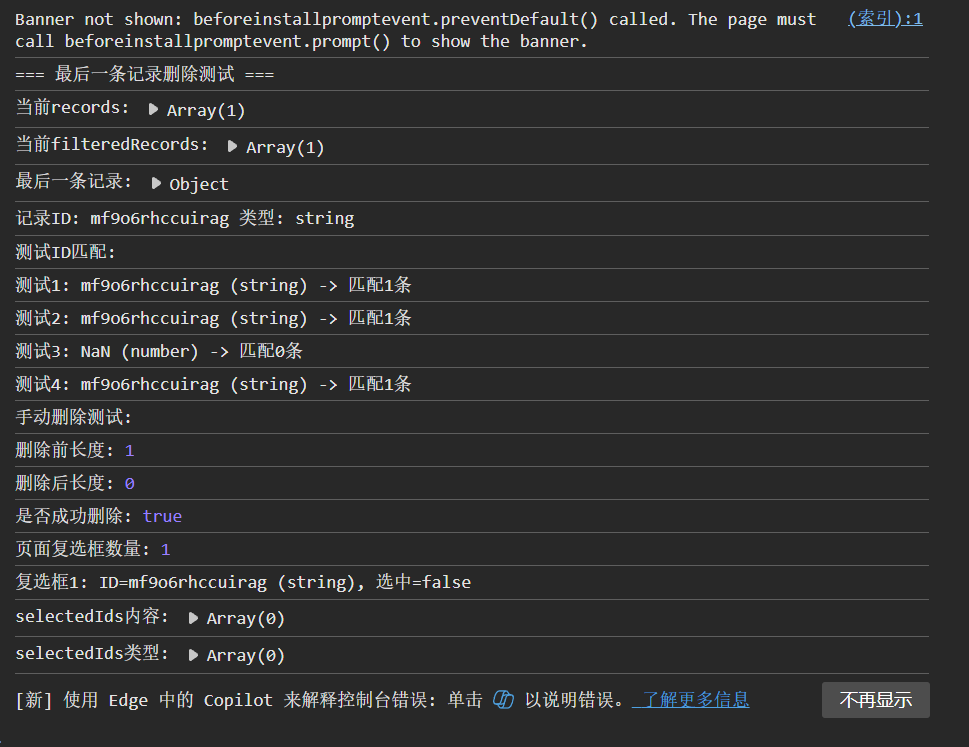 Banner not shown: beforeinstallpromptevent.preventDefault() called. The page must (索引):1
call beforeinstallpromptevent.prompt() to show the banner.
=== 最后一条记录删除测试 ===
当前records: ▶ Array(1)
当前filteredRecords: ▶ Array(1)
最后一条记录: ▶ Object
记录ID: mf9o6rhccuirag 类型: string
测试ID匹配:
测试1: mf9o6rhccuirag (string) -> 匹配1条
测试2: mf9o6rhccuirag (string) -> 匹配1条
测试3: NaN (number) -> 匹配0条
测试4: mf9o6rhccuirag (string) -> 匹配1条
手动删除测试:
删除前长度: 1
删除后长度: 0
是否成功删除: true
页面复选框数量: 1
复选框1: ID=mf9o6rhccuirag (string), 选中=false
selectedIds内容: ▶ Array(0)
selectedIds类型: ▶ Array(0)
[新] 使用 Edge 中的 Copilot 来解释控制台错误: 单击 以说明错误。 了解更多信息 不再显示